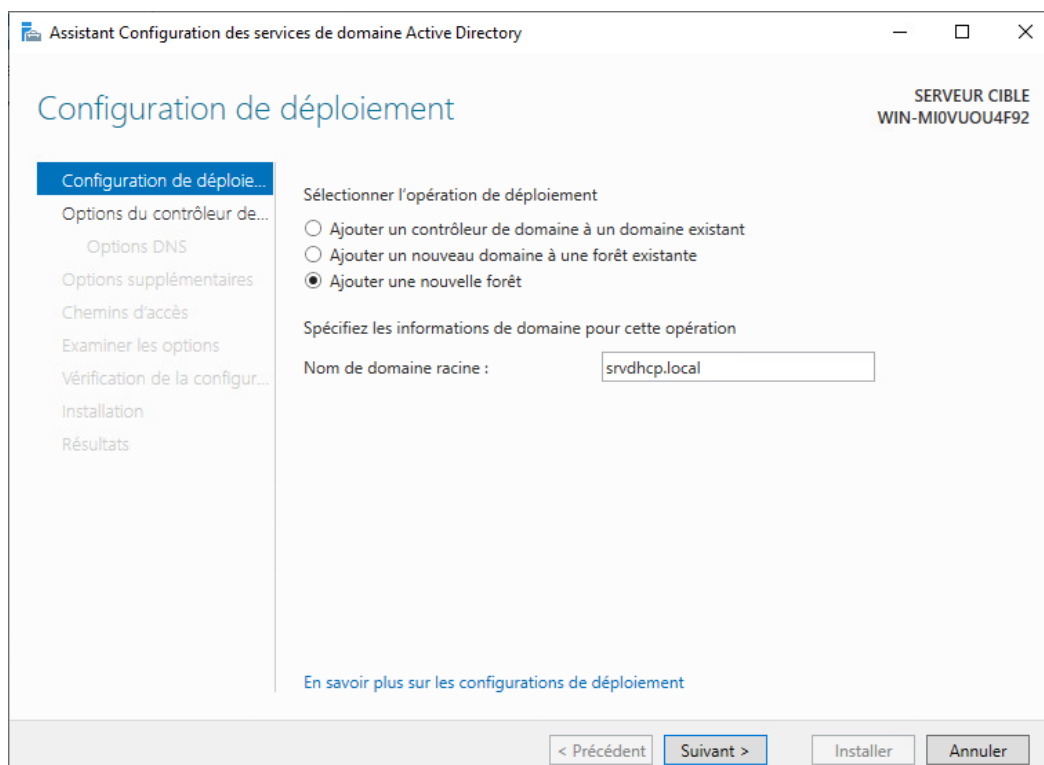 Assistant Configuration des services de domaine Active Directory
Configuration de déploiement
SERVEUR CIBLE
WIN-MI0VUOU4F92
Configuration de déploie...
Options du contrôleur de...
Options DNS
Options supplémentaires
Chemins d'accès
Examiner les options
Vérification de la configur...
Installation
Résultats
Sélectionner l'opération de déploiement
Ajouter un contrôleur de domaine à un domaine existant
Ajouter un nouveau domaine à une forêt existante
Ajouter une nouvelle forêt
Spécifiez les informations de domaine pour cette opération
Nom de domaine racine : srvdhcp.local
En savoir plus sur les configurations de déploiement
< Précédent Suivant > Installer Annuler